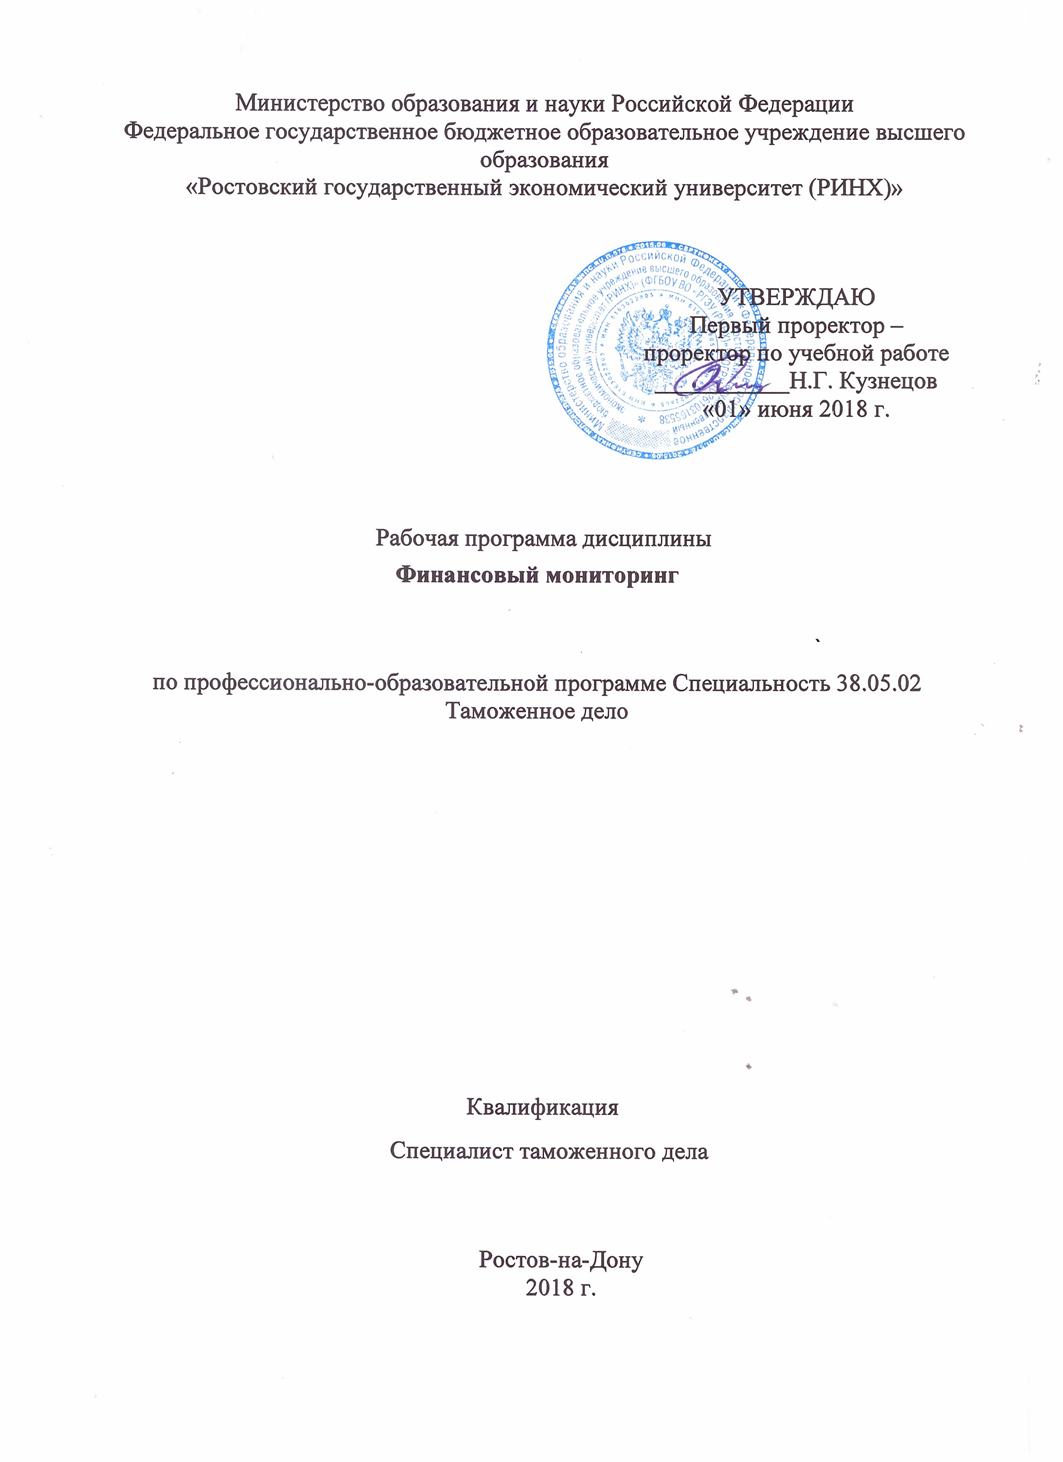 Министерство образования и науки Российской Федерации
Федеральное государственное бюджетное образовательное учреждение высшего
образования
«Ростовский государственный экономический университет (РИНХ)»
УТВЕРЖДАЮ
Первый проректор –
проректор по учебной работе
Н.Г. Кузнецов
«01» июня 2018 г.
Рабочая программа дисциплины
Финансовый мониторинг
по профессионально-образовательной программе Специальность 38.05.02
Таможенное дело
Квалификация
Специалист таможенного дела
Ростов-на-Дону
2018 г.